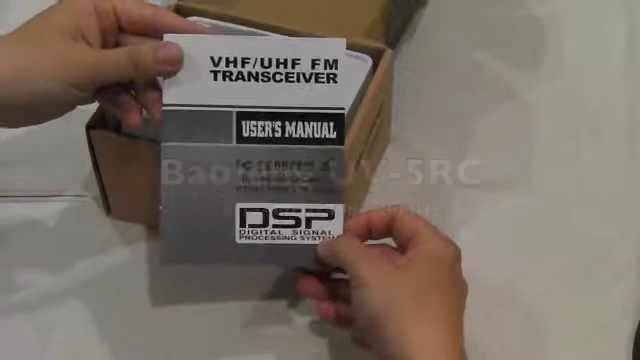 VHF/UHF FM
TRANSCEIVER
USER'S MANUAL
Baofeng UV-5RC
DSP
DIGITAL SIGNAL
PROCESSING SYSTEM